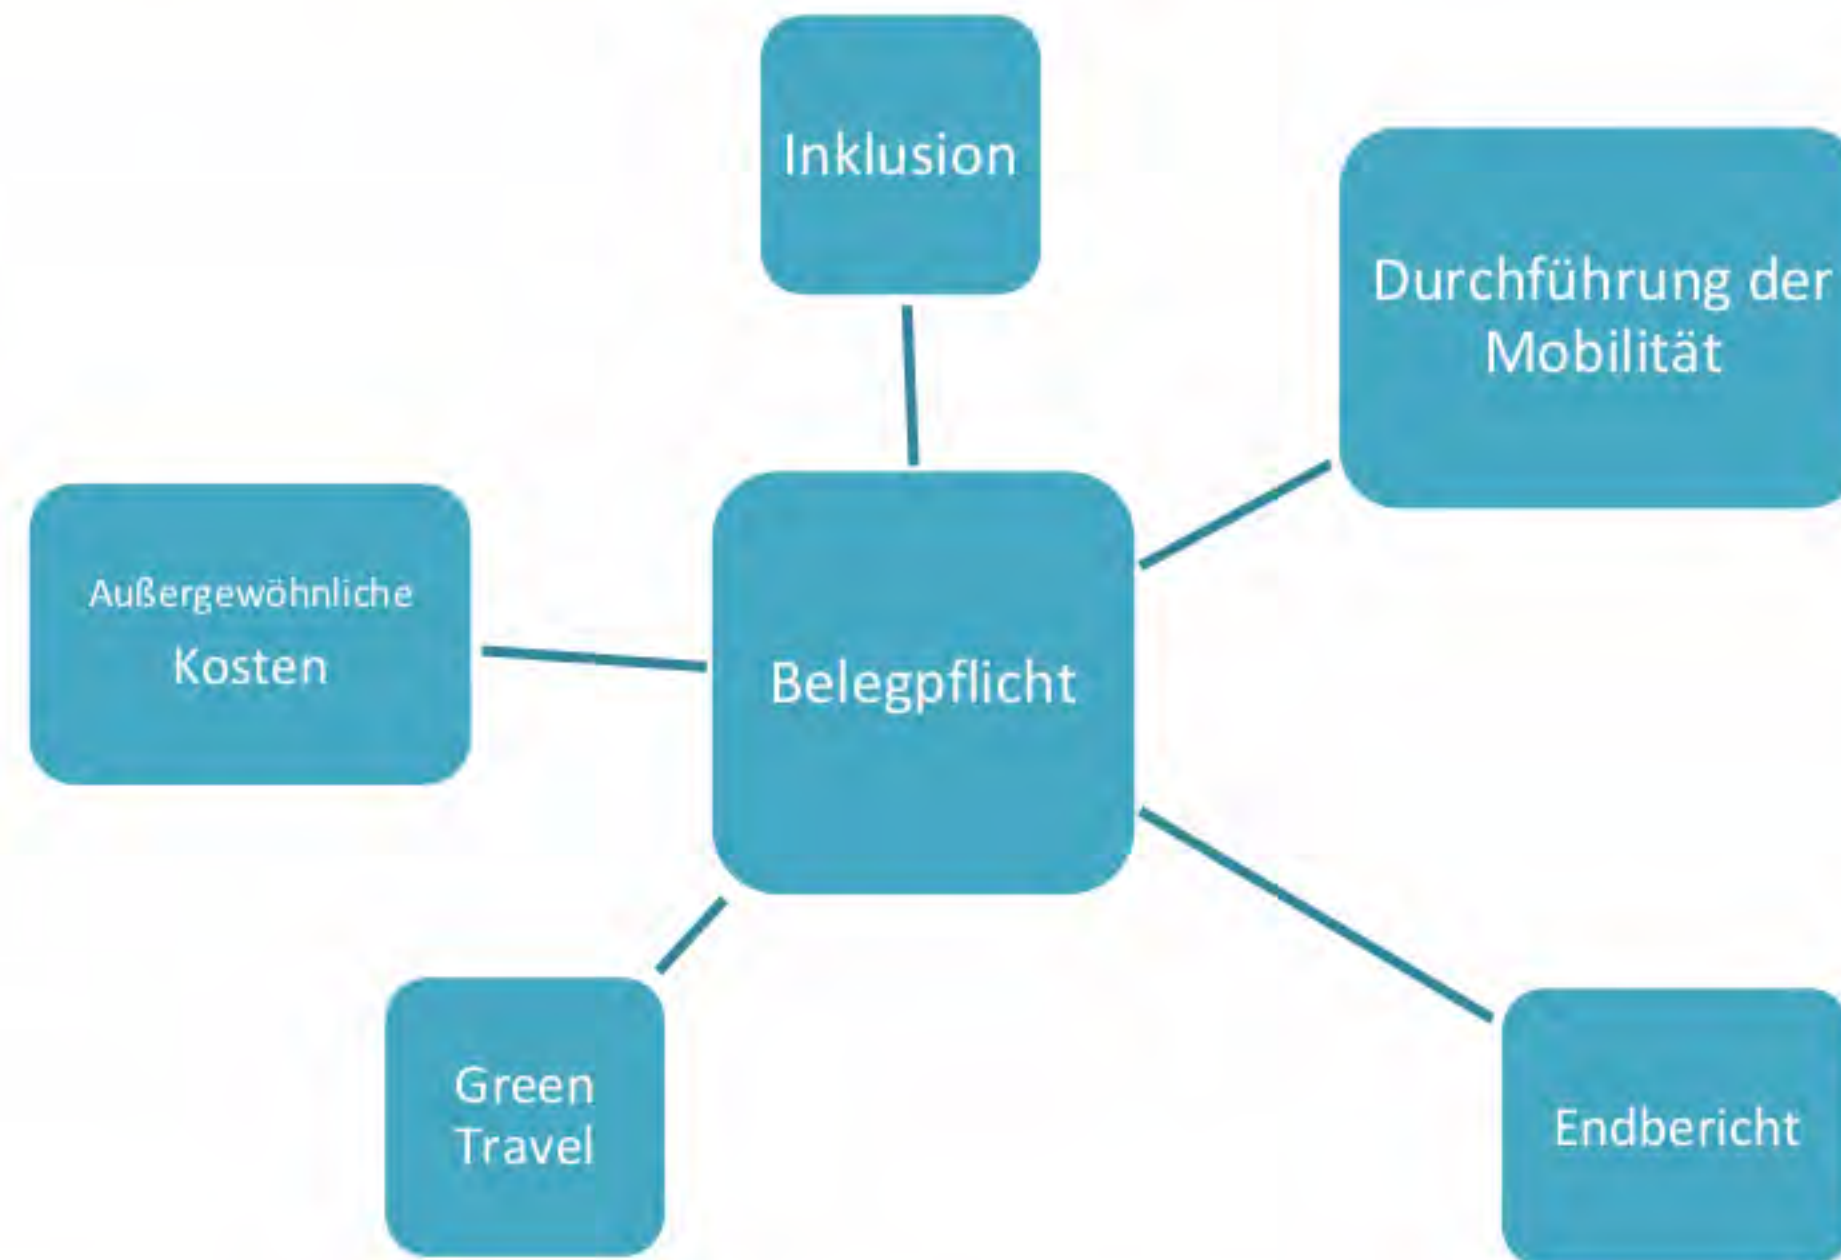 Inklusion
Durchführung der
Mobilität
Außergewöhnliche
Kosten
Belegpflicht
Green
Travel
Endbericht